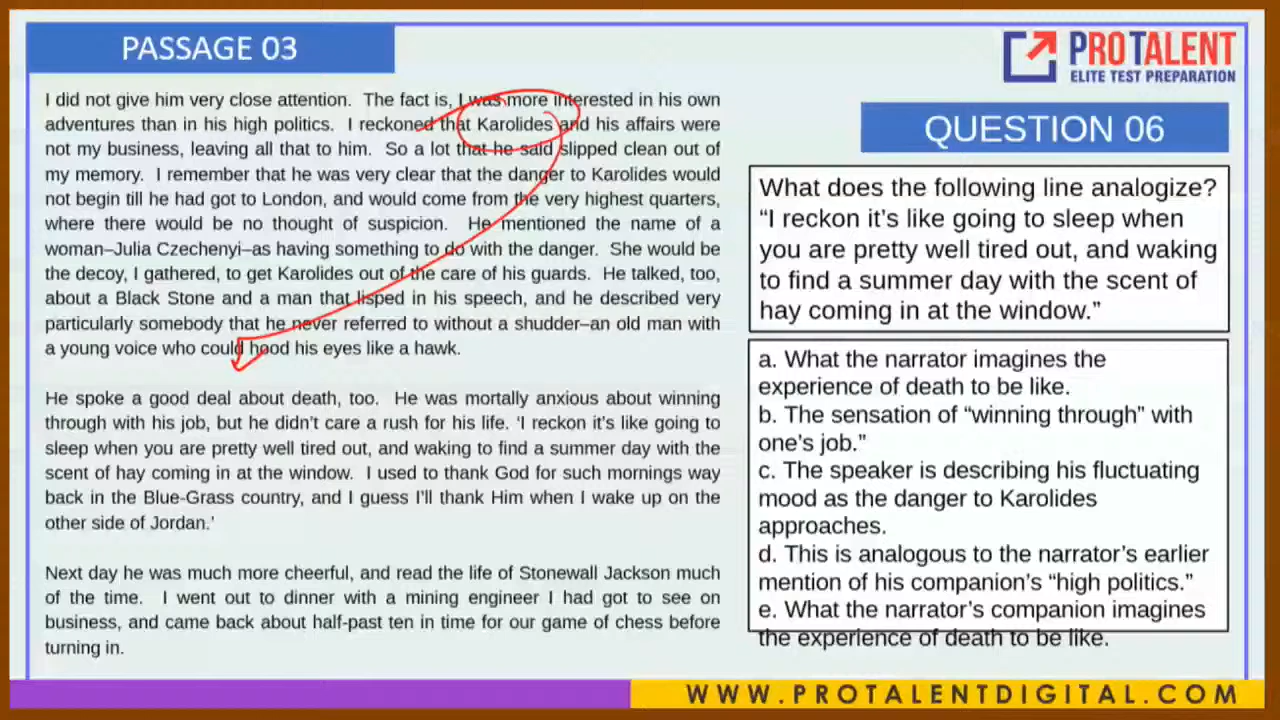 PASSAGE 03
PRO TALENT
ELITE TEST PREPARATION
I did not give him very close attention. The fact is, I was more interested in his own
adventures than in his high politics. I reckoned that Karolides and his affairs were
not my business, leaving all that to him. So a lot that he said slipped clean out of
my memory. I remember that he was very clear that the danger to Karolides would
not begin till he had got to London, and would come from the very highest quarters,
where there would be no thought of suspicion. He mentioned the name of a
woman–Julia Czechenyi–as having something to do with the danger. She would be
the decoy, I gathered, to get Karolides out of the care of his guards. He talked, too,
about a Black Stone and a man that lisped in his speech, and he described very
particularly somebody that he never referred to without a shudder–an old man with
a young voice who could hood his eyes like a hawk.
He spoke a good deal about death, too. He was mortally anxious about winning
through with his job, but he didn’t care a rush for his life. ‘I reckon it’s like going to
sleep when you are pretty well tired out, and waking to find a summer day with the
scent of hay coming in at the window. I used to thank God for such mornings way
back in the Blue-Grass country, and I guess I’ll thank Him when I wake up on the
other side of Jordan.’
Next day he was much more cheerful, and read the life of Stonewall Jackson much
of the time. I went out to dinner with a mining engineer I had got to see on
business, and came back about half-past ten in time for our game of chess before
turning in.
QUESTION 06
What does the following line analogize?
“I reckon it’s like going to sleep when
you are pretty well tired out, and waking
to find a summer day with the scent of
hay coming in at the window.”
a. What the narrator imagines the
experience of death to be like.
b. The sensation of “winning through” with
one’s job.”
c. The speaker is describing his fluctuating
mood as the danger to Karolides
approaches.
d. This is analogous to the narrator’s earlier
mention of his companion’s “high politics.”
e. What the narrator’s companion imagines
the experience of death to be like.
WWW.PROTALENTDIGITAL.COM